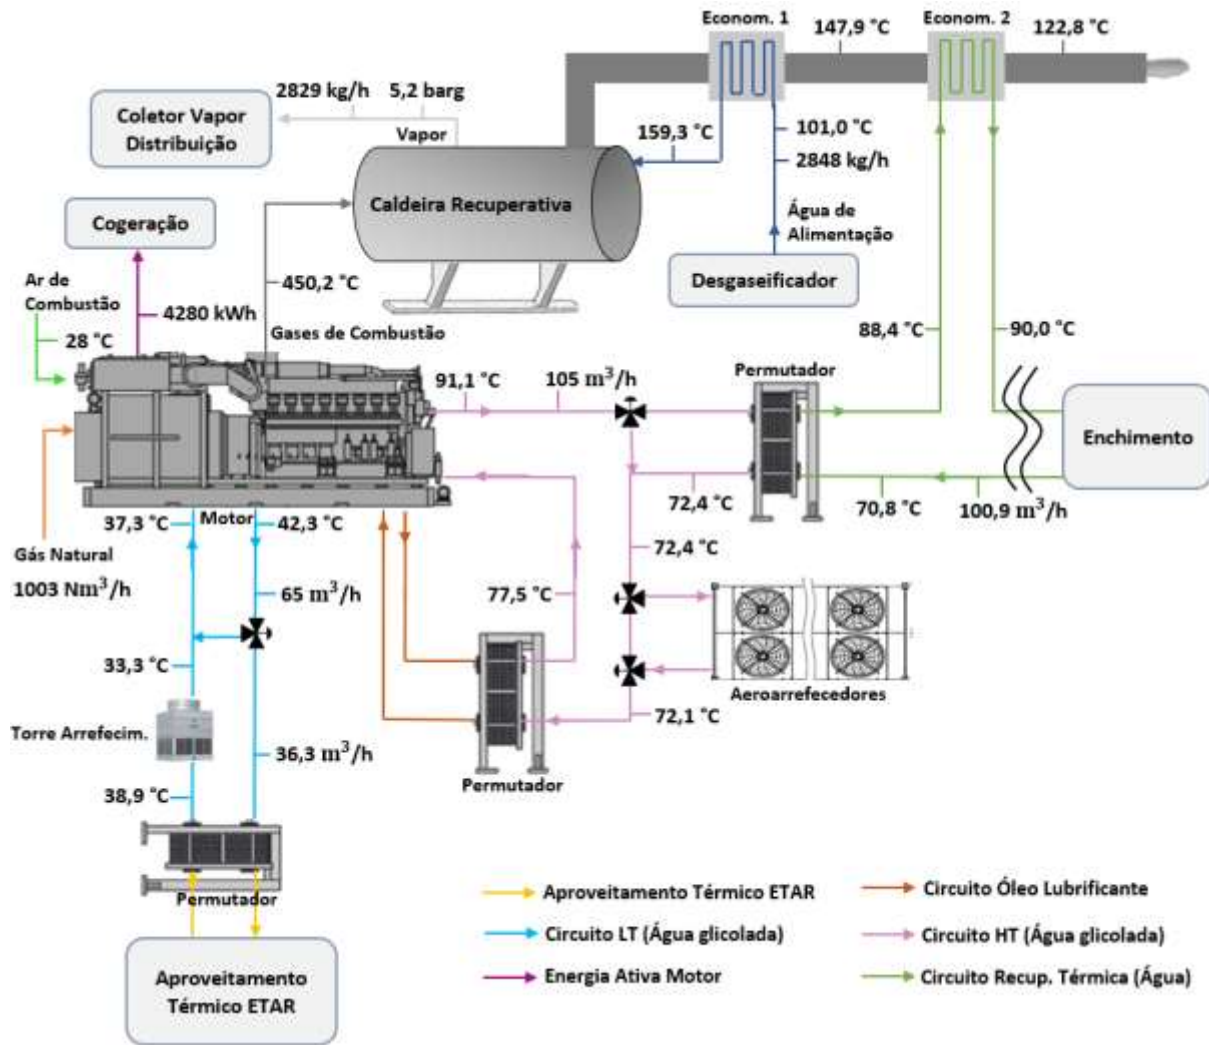 Econom. 1
Econom. 2
147,9 °C
122,8 °C
2829 kg/h
5,2 barg
Coletor Vapor
Distribuição
Vapor
159,3 °C
101,0 °C
2848 kg/h
Caldeira Recuperativa
Água de
Alimentação
Cogeração
Desgaseificador
Ar de
Combustão
450,2 °C
4280 kWh
28 °C
Gases de Combustão
88,4 °C
90,0 °C
91,1 °C
105 m³/h
Permutador
Enchimento
72,4 °C
70,8 °C
100,9 m³/h
37,3 °C
Motor
42,3 °C
Gás Natural
1003 Nm³/h
72,4 °C
65 m³/h
77,5 °C
33,3 °C
Aeroarrefecedores
72,1 °C
Torre Arrefecim.
36,3 m³/h
Permutador
38,9 °C
Permutador
Aproveitamento Térmico ETAR
Circuito Óleo Lubrificante
Circuito LT (Água glicolada)
Circuito HT (Água glicolada)
Energia Ativa Motor
Circuito Recup. Térmica (Água)
Aproveitamento
Térmico ETAR